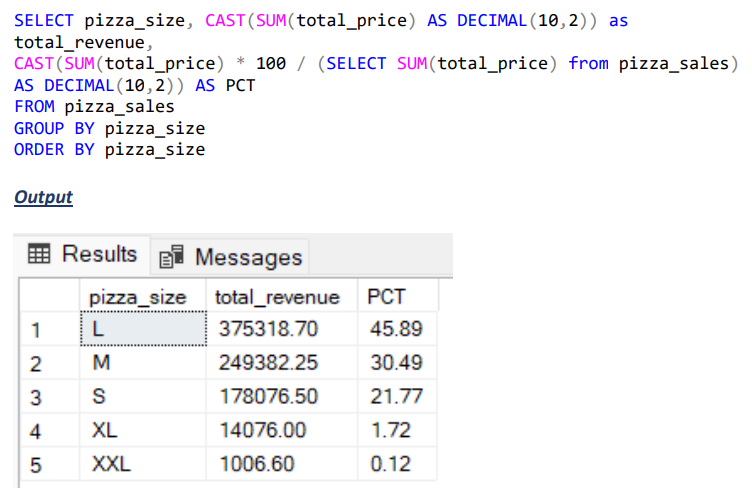 SELECT pizza_size, CAST(SUM(total_price) AS DECIMAL(10,2)) as
total_revenue,
CAST(SUM(total_price) * 100 / (SELECT SUM(total_price) from pizza_sales)
AS DECIMAL(10,2)) AS PCT
FROM pizza_sales
GROUP BY pizza_size
ORDER BY pizza_size
Output
Results Messages
pizza_size total_revenue PCT
1 L 375318.70 45.89
2 M 249382.25 30.49
3 S 178076.50 21.77
4 XL 14076.00 1.72
5 XXL 1006.60 0.12